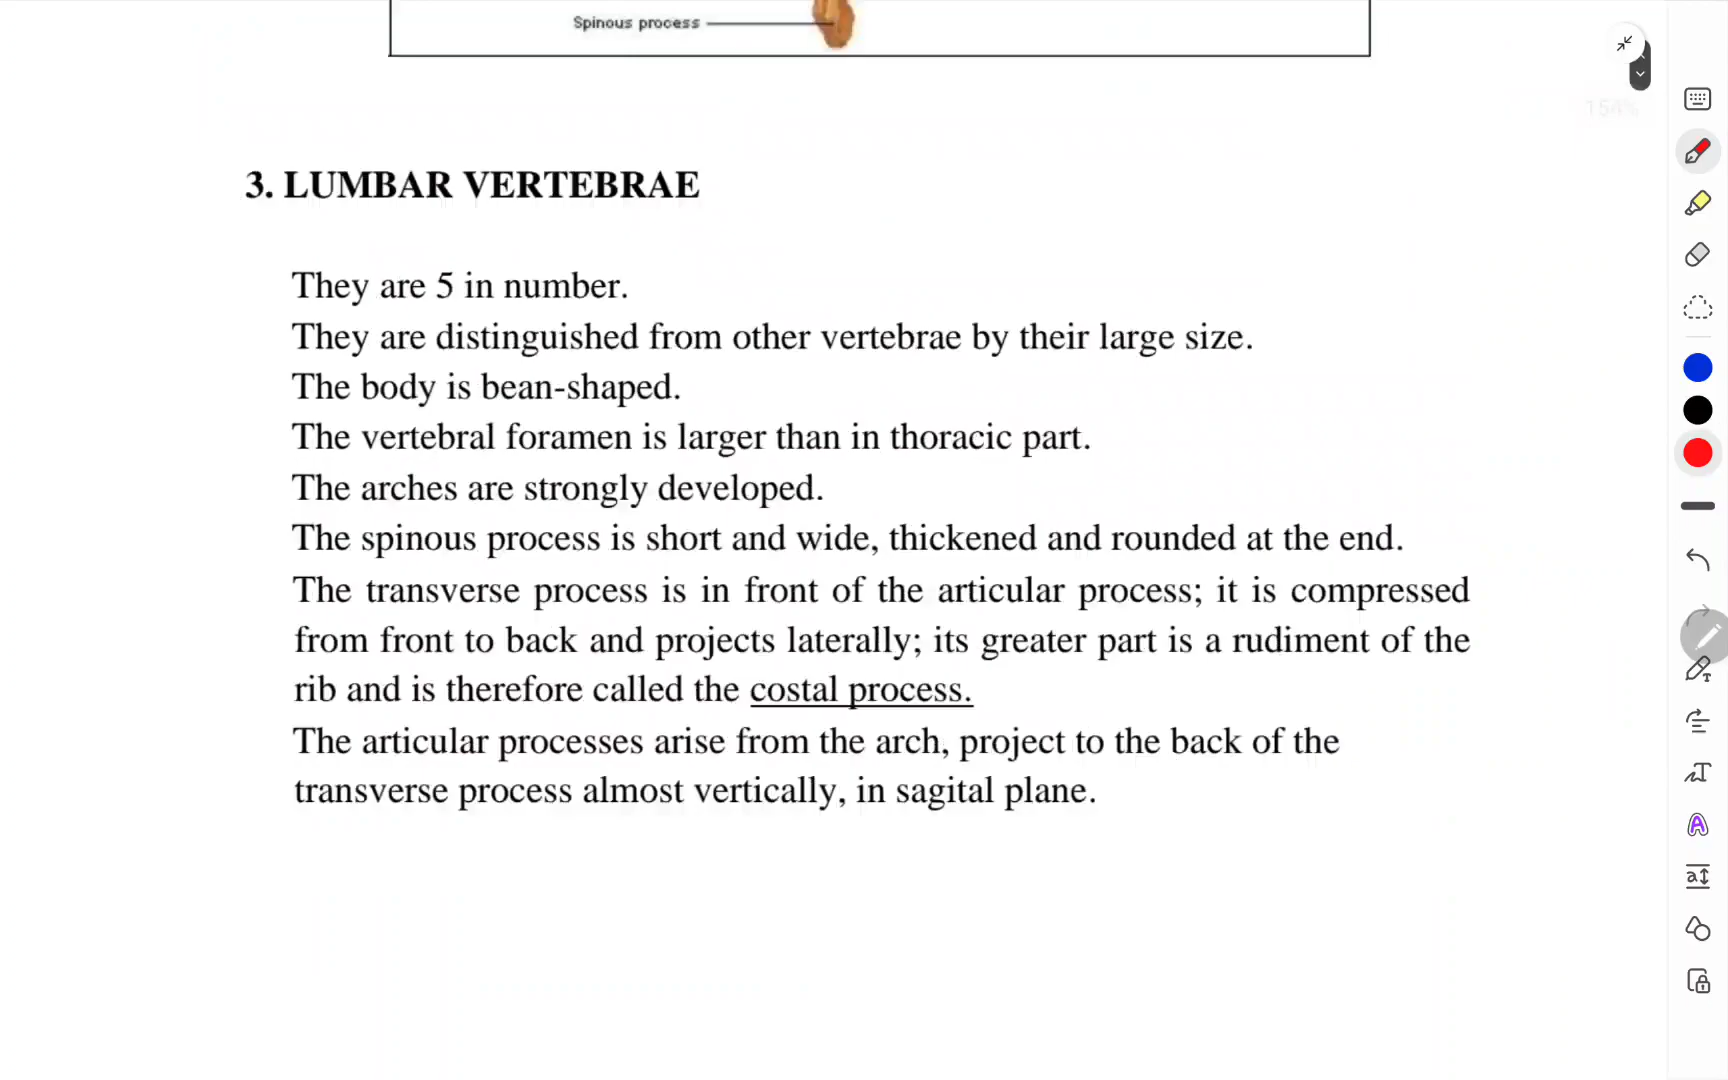 Spinous process
154%
3. LUMBAR VERTEBRAE
They are 5 in number.
They are distinguished from other vertebrae by their large size.
The body is bean-shaped.
The vertebral foramen is larger than in thoracic part.
The arches are strongly developed.
The spinous process is short and wide, thickened and rounded at the end.
The transverse process is in front of the articular process; it is compressed
from front to back and projects laterally; its greater part is a rudiment of the
rib and is therefore called the costal process.
The articular processes arise from the arch, project to the back of the
transverse process almost vertically, in sagital plane.